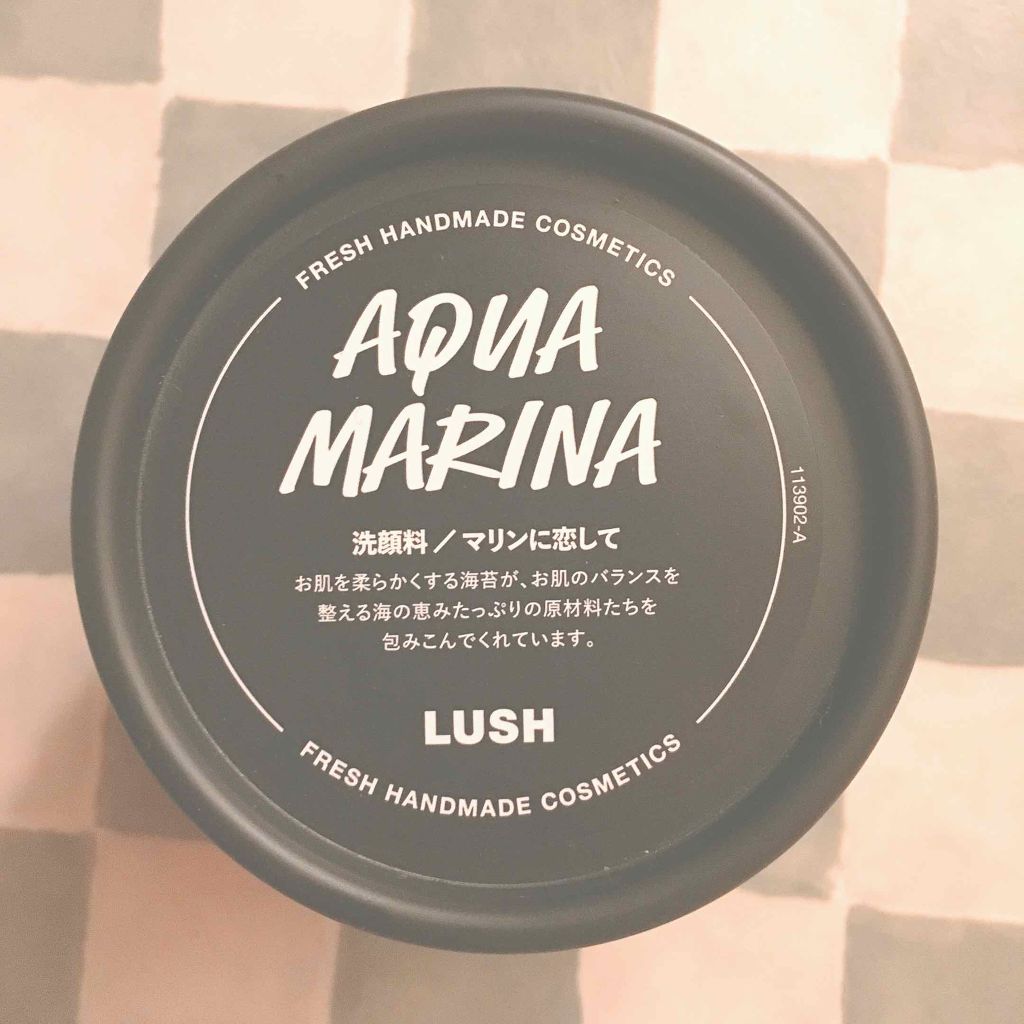 FRESH HANDMADE COSMETICS
AQUA
MARINA
洗顔料／マリンに恋して
お肌を柔らかくする海苔が、お肌のバランスを
整える海の恵みたっぷりの原材料たちを
包みこんでくれています。
LUSH
FRESH HANDMADE COSMETICS
113902-A